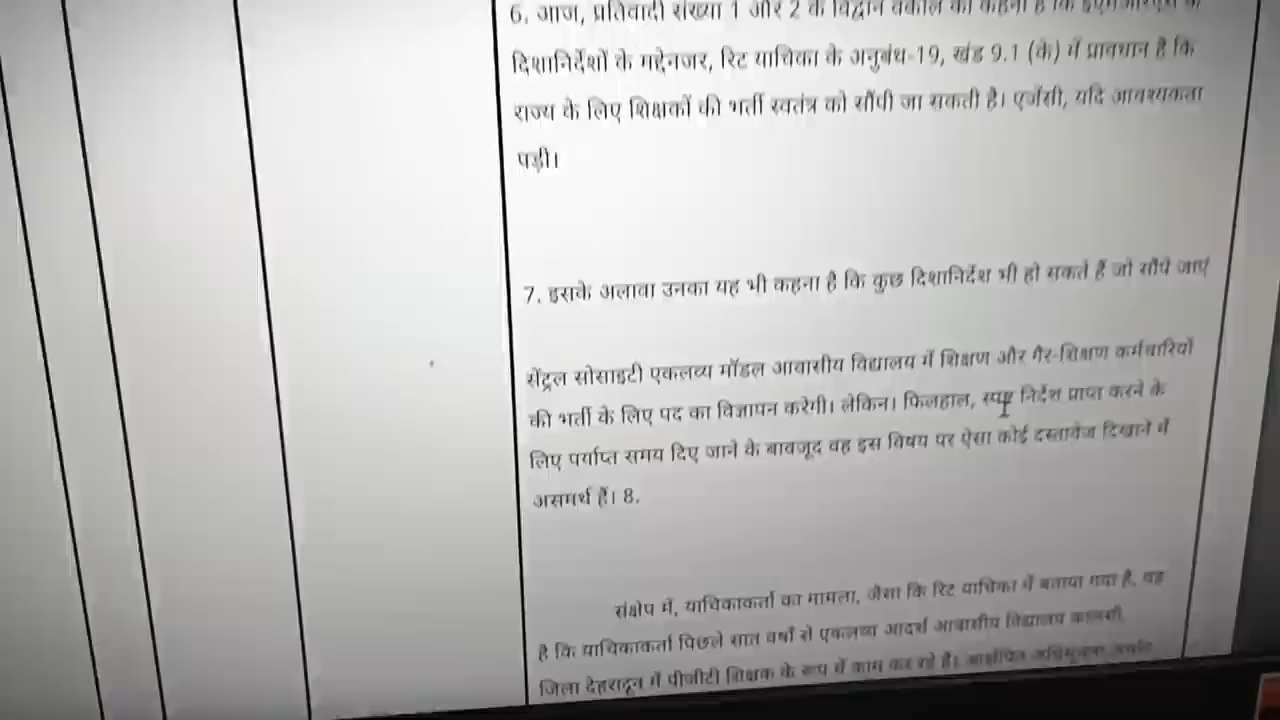 6. आज, प्रतिवादी संख्या 1 और 2 के विद्वान वकील का कहना है कि ईएमआरएस के
दिशानिर्देशों के मद्देनजर, रिट याचिका के अनुबंध-19, खंड 9.1 (के) में प्रावधान है कि
राज्य के लिए शिक्षकों की भर्ती स्वतंत्र को सौंपी जा सकती है। एजेंसी, यदि आवश्यकता
पड़ी।
7. इसके अलावा उनका यह भी कहना है कि कुछ दिशानिर्देश भी हो सकते हैं जो सौंपे जाएं
सेंट्रल सोसाइटी एकलव्य मॉडल आवासीय विद्यालय में शिक्षण और गैर-शिक्षण कर्मचारियों
की भर्ती के लिए पद का विज्ञापन करेगी। लेकिन। फिलहाल, स्पष्ट निर्देश प्राप्त करने के
लिए पर्याप्त समय दिए जाने के बावजूद वह इस विषय पर ऐसा कोई दस्तावेज दिखाने में
असमर्थ हैं। 8.
संक्षेप में, याचिकाकर्ता का मामला, जैसा कि रिट याचिका में बताया गया है, यह
है कि याचिकाकर्ता पिछले सात वर्षों से एकलव्य आदर्श आवासीय विद्यालय कालसी,
जिला देहरादून में पीजीटी शिक्षक के रूप में काम कर रहे हैं।